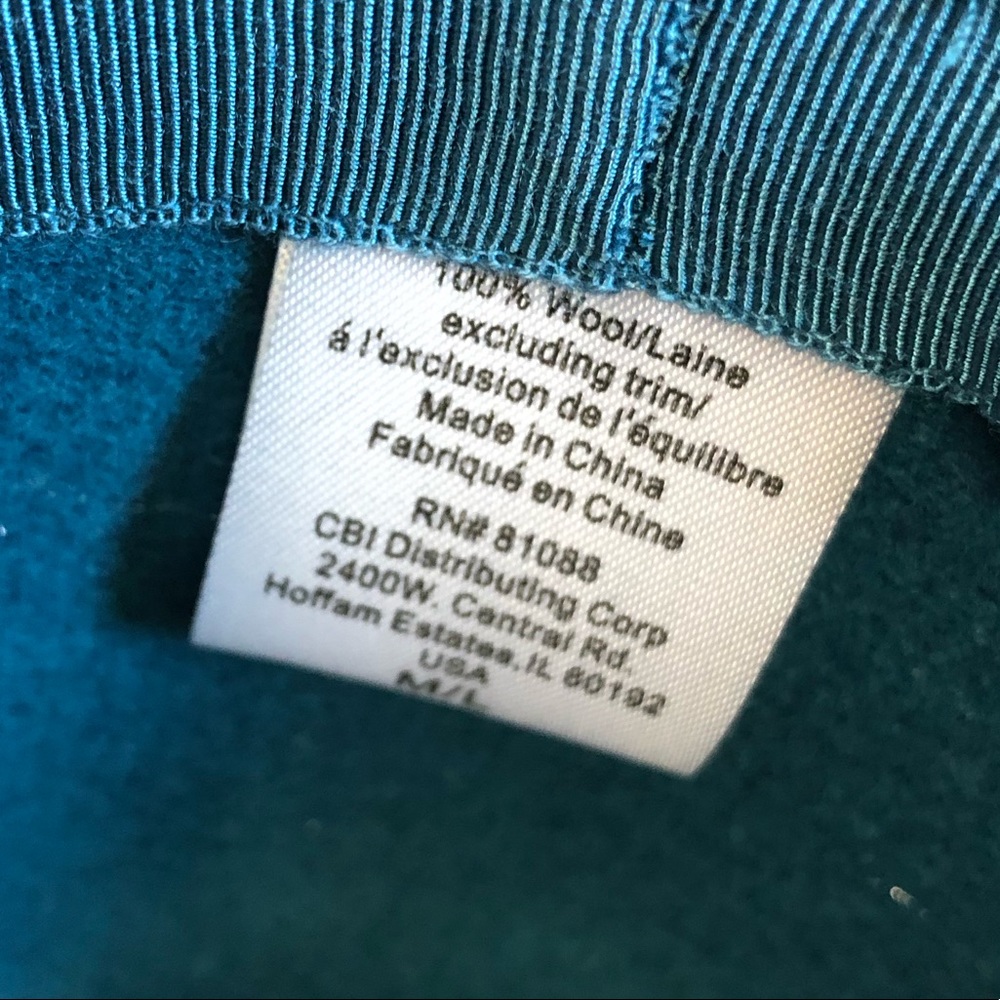 100% Wool/Laine
excluding trim/
á l'exclusion de l'équilibre
Made in China
Fabriqué en Chine
RN# 81088
CBI Distributing Corp
2400W. Central Rd.
Hoffam Estates, IL 60192
USA
M/L